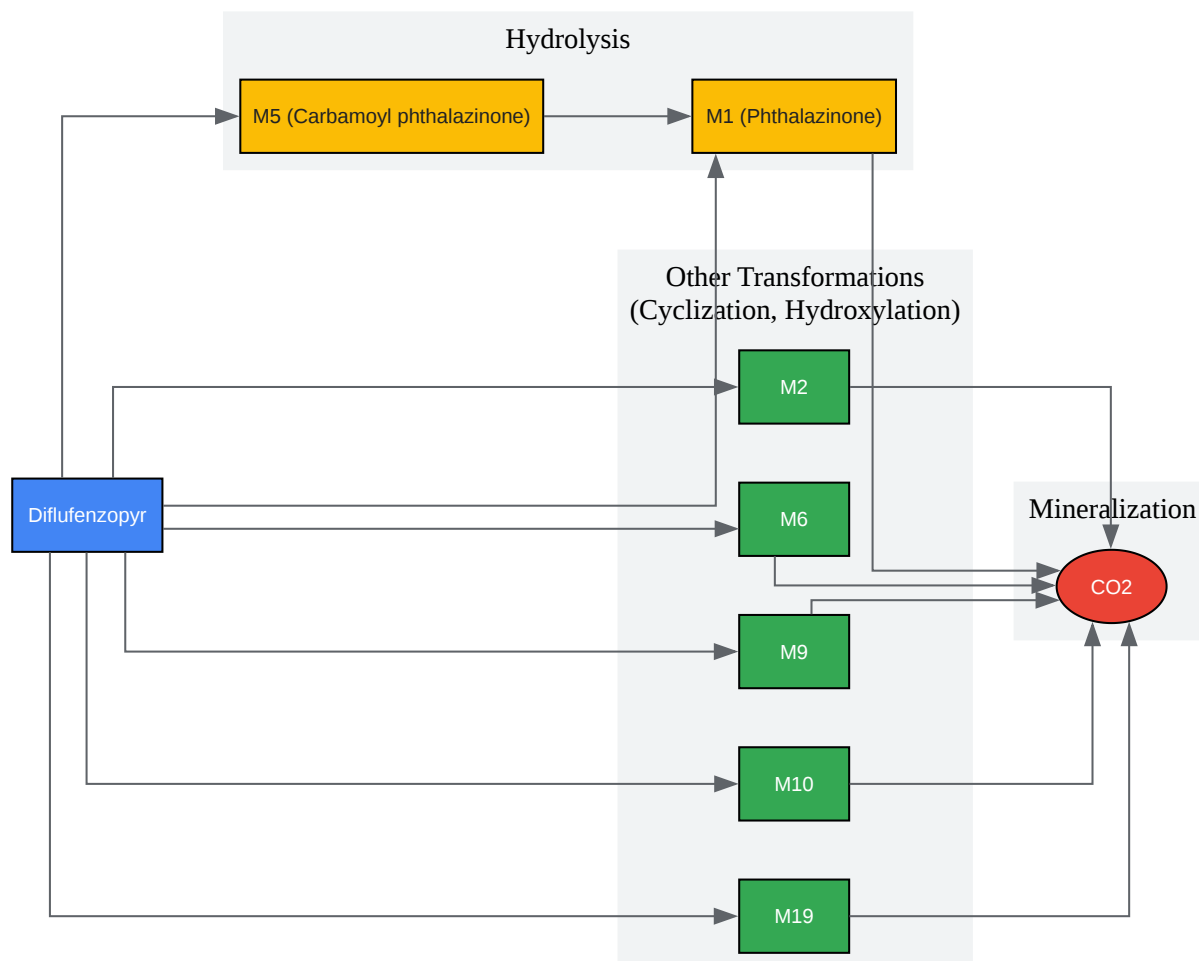 Hydrolysis
M5 (Carbamoyl phthalazinone)
M1 (Phthalazinone)
Other Transformations
(Cyclization, Hydroxylation)
M2
Diflufenzopyr
M6
Mineralization
CO2
M9
M10
M19